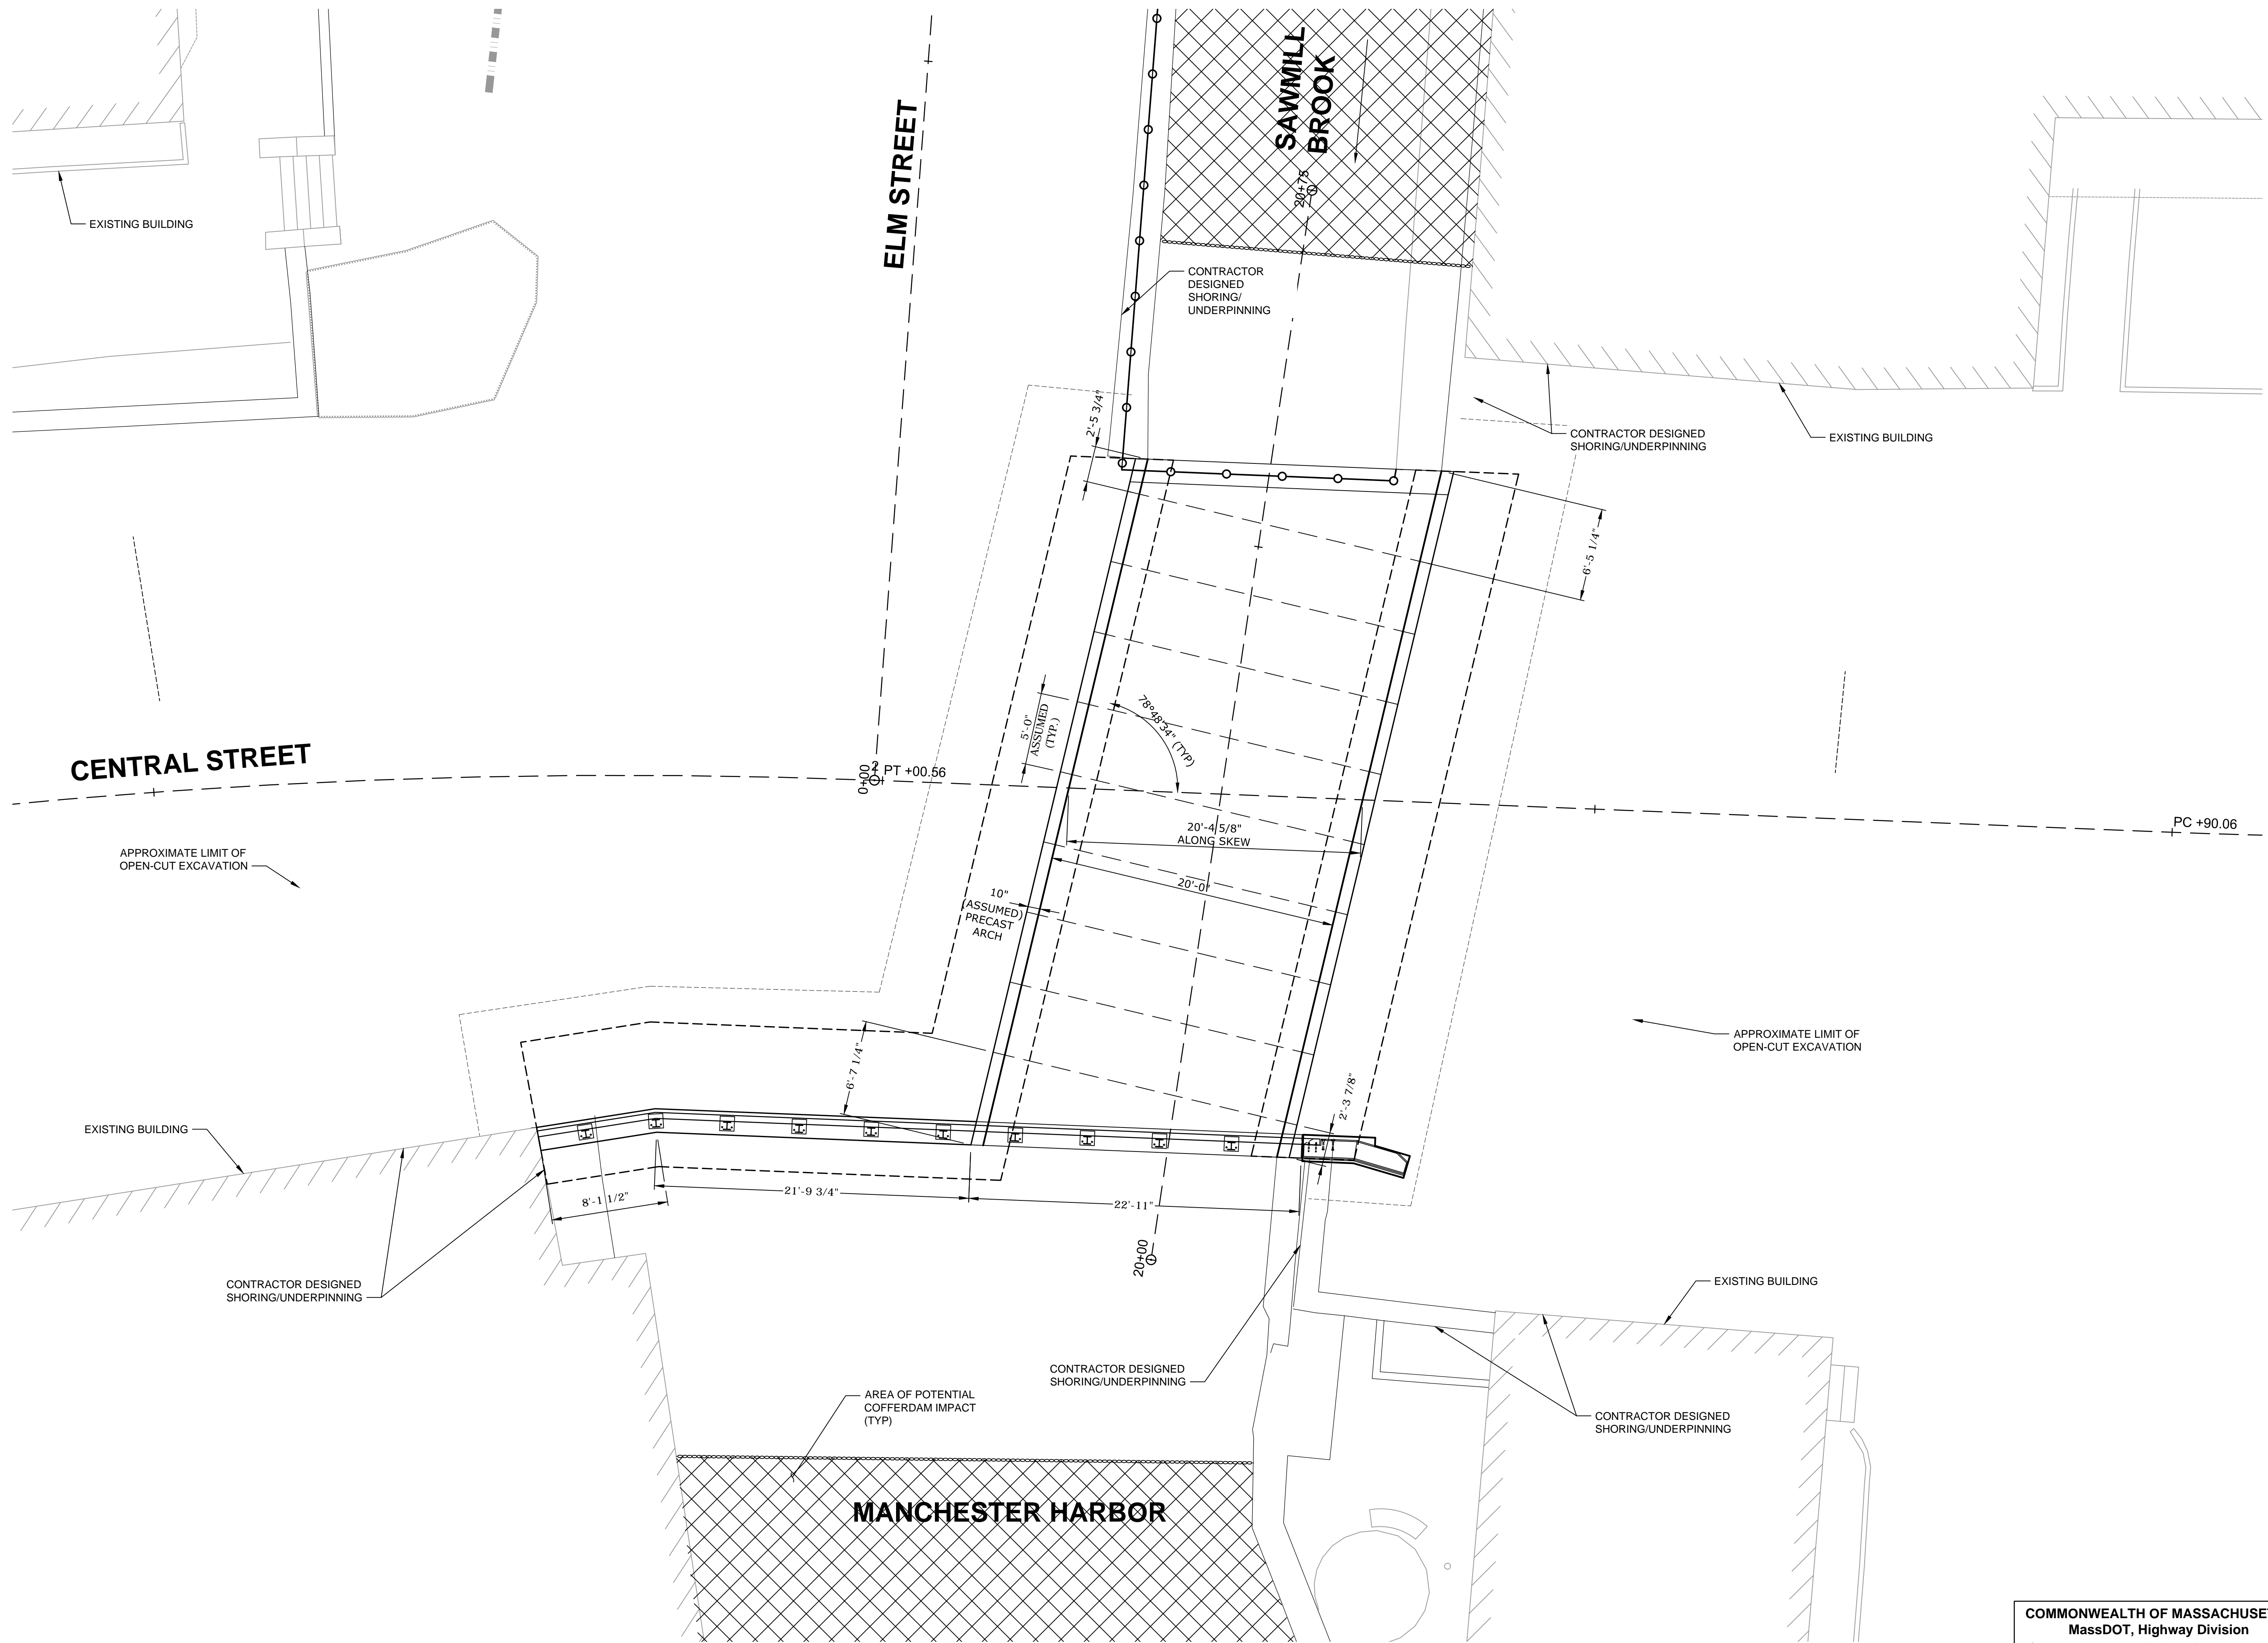 SAWMILL
BROOK
ELM STREET
20+75
EXISTING BUILDING
CONTRACTOR
DESIGNED
SHORING/
UNDERPINNING
2'-5 3/4"
CONTRACTOR DESIGNED
SHORING/UNDERPINNING
EXISTING BUILDING
6'-5 1/4"
5'-0"
ASSUMED
(TYP.)
78°48'34" (TYP)
CENTRAL STREET
0+00
2
PT +00.56
PC +90.06
20'-4 5/8"
ALONG SKEW
APPROXIMATE LIMIT OF
OPEN-CUT EXCAVATION
20'-0"
10"
(ASSUMED)
PRECAST
ARCH
APPROXIMATE LIMIT OF
OPEN-CUT EXCAVATION
6'-7 1/4"
2'-3 7/8"
EXISTING BUILDING
8'-1 1/2"
21'-9 3/4"
22'-11"
20+00
CONTRACTOR DESIGNED
SHORING/UNDERPINNING
EXISTING BUILDING
CONTRACTOR DESIGNED
SHORING/UNDERPINNING
AREA OF POTENTIAL
COFFERDAM IMPACT
(TYP)
CONTRACTOR DESIGNED
SHORING/UNDERPINNING
MANCHESTER HARBOR
COMMONWEALTH OF MASSACHUSE
MassDOT, Highway Division